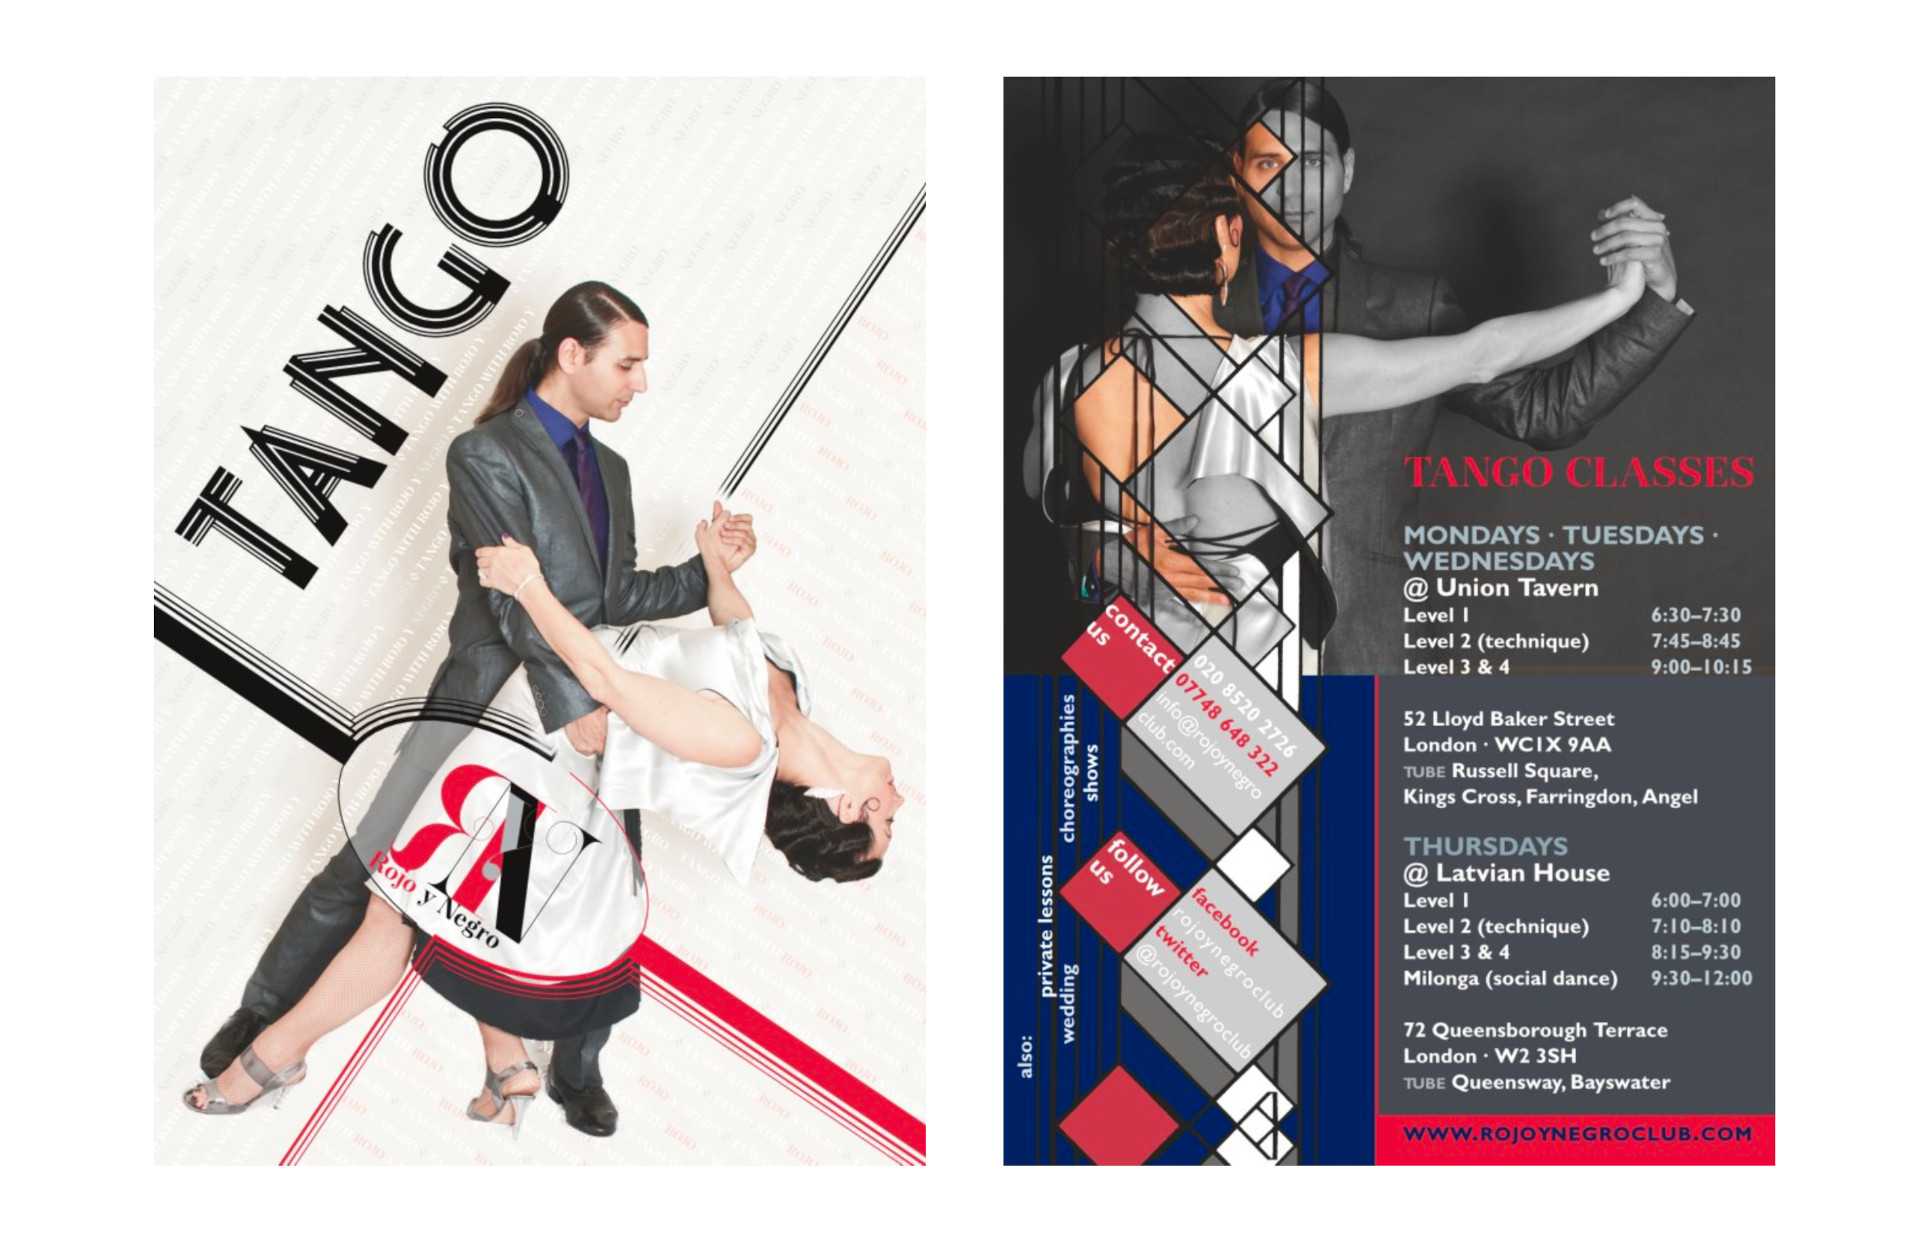 TANGO
RN
Rojo y Negro
TANGO CLASSES
MONDAYS · TUESDAYS ·
WEDNESDAYS
@ Union Tavern
Level 1 6:30–7:30
Level 2 (technique) 7:45–8:45
Level 3 & 4 9:00–10:15
52 Lloyd Baker Street
London · WC1X 9AA
TUBE Russell Square,
Kings Cross, Farringdon, Angel
THURSDAYS
@ Latvian House
Level 1 6:00–7:00
Level 2 (technique) 7:10–8:10
Level 3 & 4 8:15–9:30
Milonga (social dance) 9:30–12:00
72 Queensborough Terrace
London · W2 3SH
TUBE Queensway, Bayswater
WWW.ROJOYNEGROCLUB.COM
contact
us
020 8520 2726
07748 648 322
info@rojoynegro
club.com
follow
us
facebook
rojoynegroclub
twitter
@rojoynegroclub
also:
private lessons
wedding
choreographies
shows